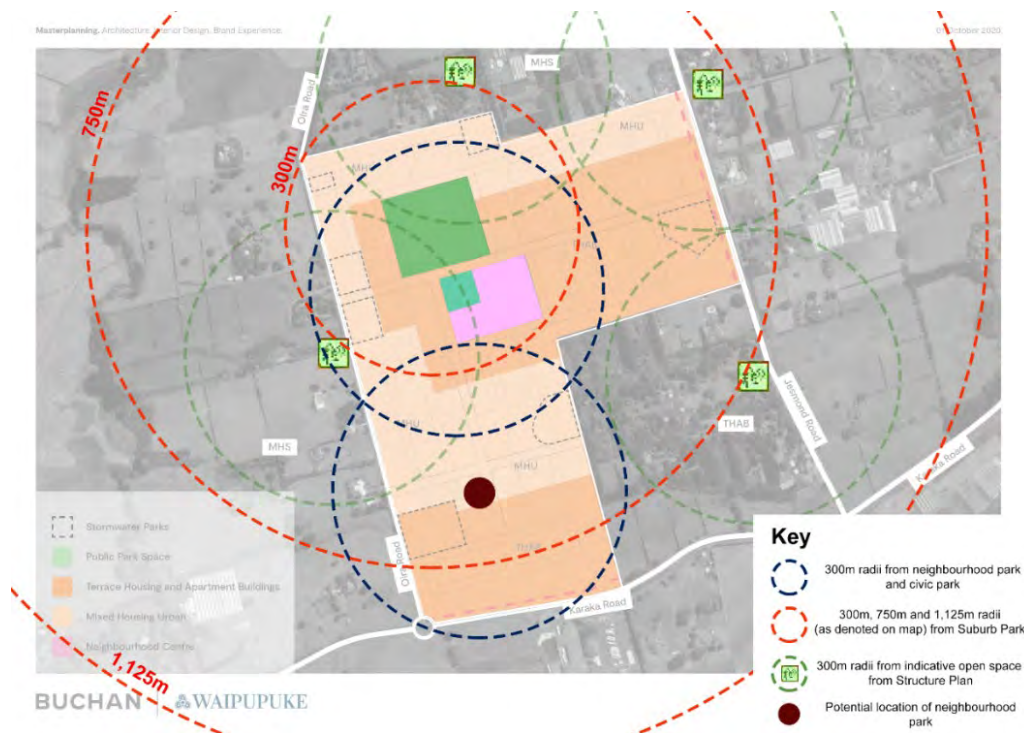 Masterplanning, Architecture, Interior Design, Brand Experience.
01 October 2020
MHS
Oira Road
750m
300m
MHU
MHU
Jesmond Road
MHS
MHU
THAB
MHU
Karaka Road
Oira Road
THAB
Karaka Road
Stormwater Parks
Public Park Space
Terrace Housing and Apartment Buildings
Mixed Housing Urban
Neighbourhood Centre
1,125m
BUCHAN
WAIPUPUKE
Key
300m radii from neighbourhood park
and civic park
300m, 750m and 1,125m radii
(as denoted on map) from Suburb Park
300m radii from indicative open space
from Structure Plan
Potential location of neighbourhood
park